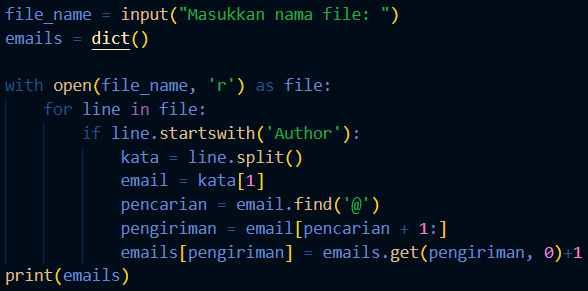 file_name = input("Masukkan nama file: ")
emails = dict()

with open(file_name, 'r') as file:
    for line in file:
        if line.startswith('Author'):
            kata = line.split()
            email = kata[1]
            pencarian = email.find('@')
            pengiriman = email[pencarian + 1:]
            emails[pengiriman] = emails.get(pengiriman, 0)+1
print(emails)